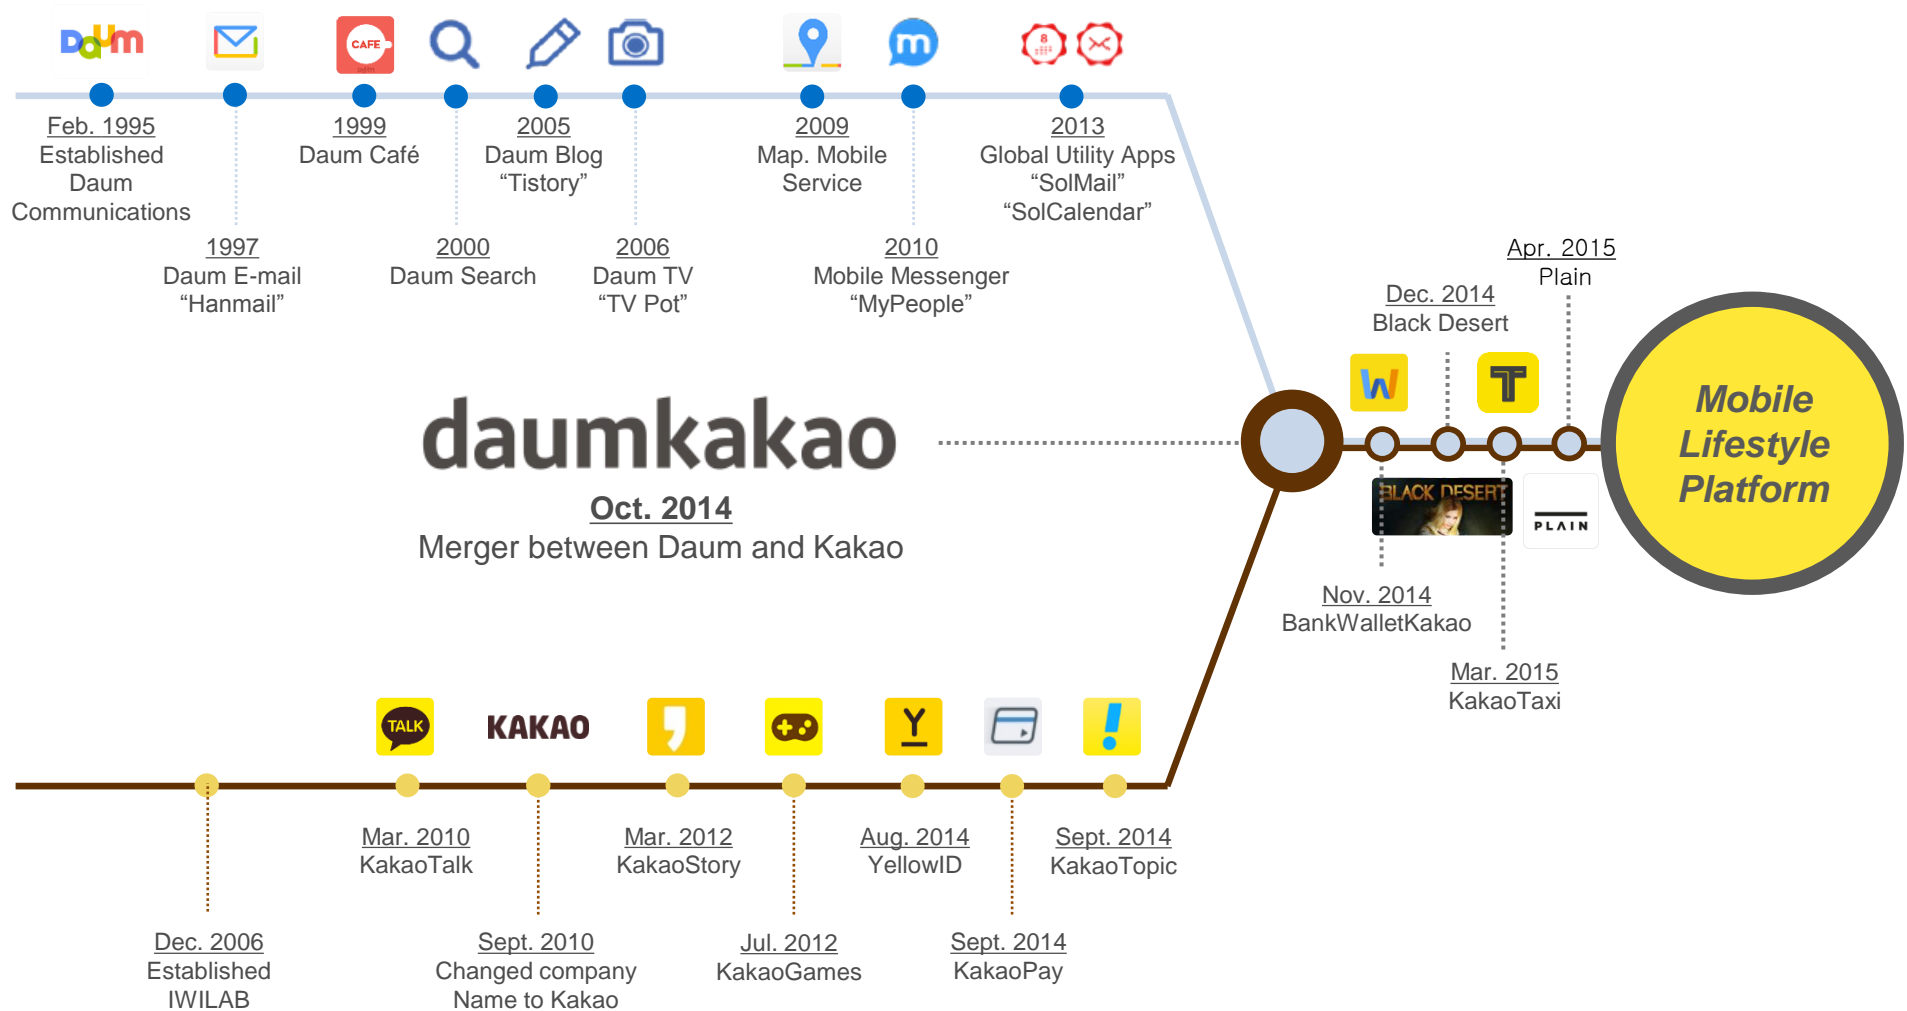 Daum
CAFE
m
8
Feb. 1995
Established
Daum
Communications
1997
Daum E-mail
“Hanmail”
1999
Daum Café
2000
Daum Search
2005
Daum Blog
“Tistory”
2006
Daum TV
“TV Pot”
2009
Map. Mobile
Service
2010
Mobile Messenger
“MyPeople”
2013
Global Utility Apps
“SolMail”
“SolCalendar”
daumkakao
Oct. 2014
Merger between Daum and Kakao
Apr. 2015
Plain
Dec. 2014
Black Desert
W
T
BLACK DESERT
PLAIN
Nov. 2014
BankWalletKakao
Mar. 2015
KakaoTaxi
Mobile
Lifestyle
Platform
TALK
KAKAO
Y
Dec. 2006
Established
IWILAB
Mar. 2010
KakaoTalk
Sept. 2010
Changed company
Name to Kakao
Mar. 2012
KakaoStory
Jul. 2012
KakaoGames
Aug. 2014
YellowID
Sept. 2014
KakaoPay
Sept. 2014
KakaoTopic